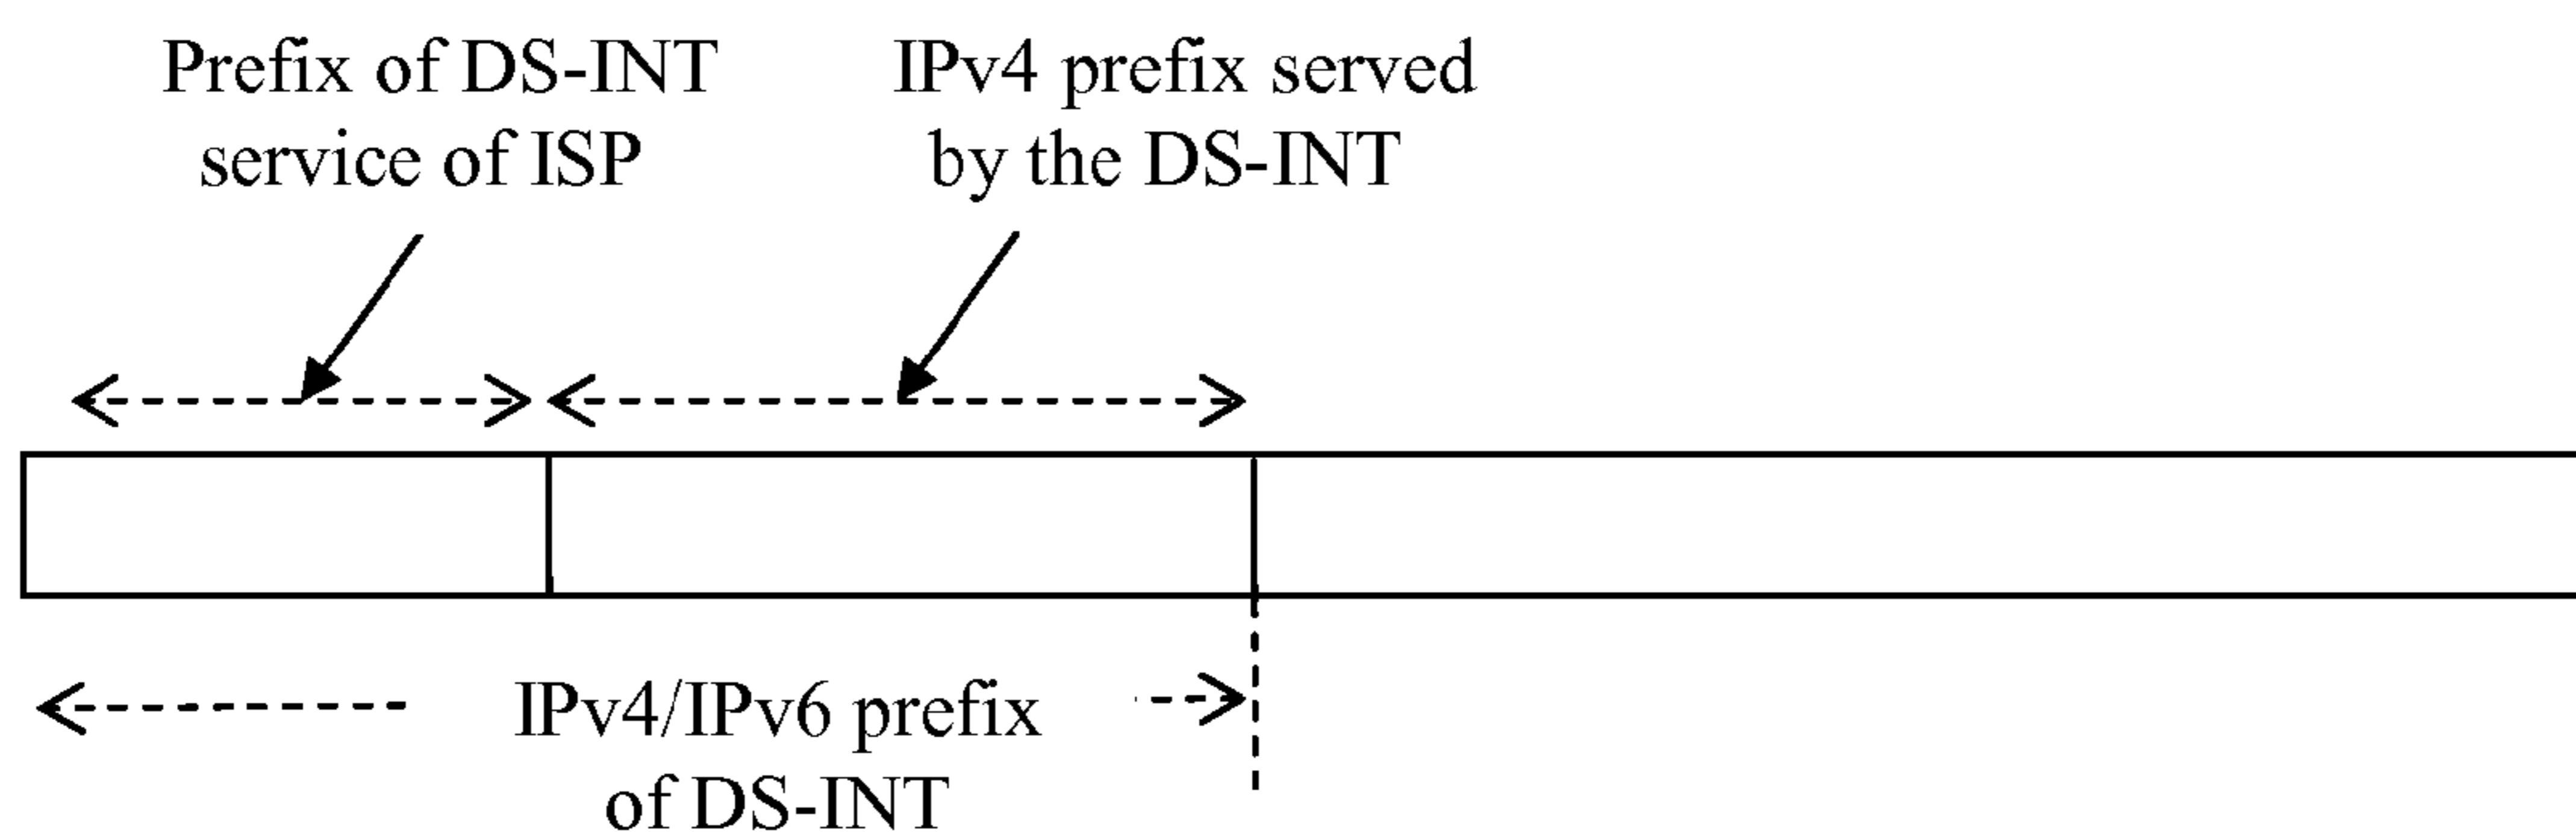 Prefix of DS-INT
service of ISP
IPv4 prefix served
by the DS-INT
IPv4/IPv6 prefix
of DS-INT